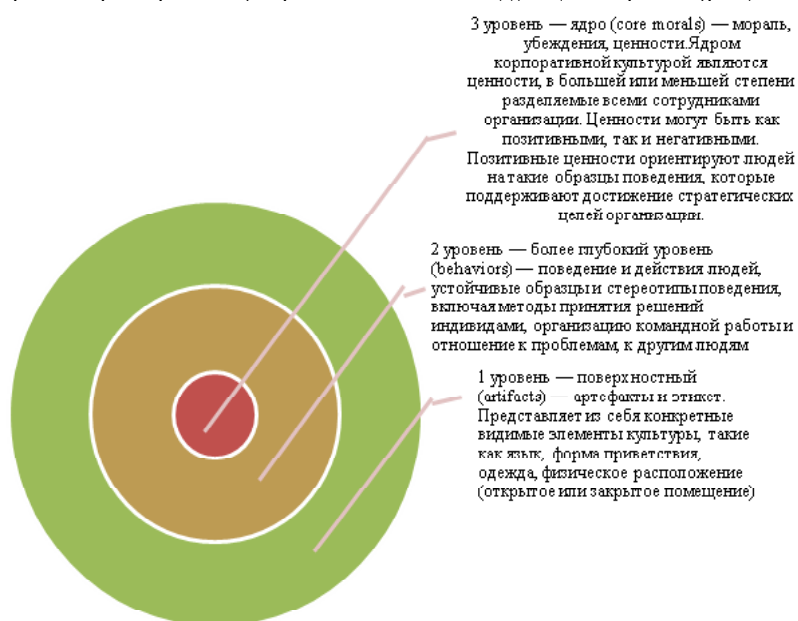 3 уровень — ядро (core morals) — мораль,
убеждения, ценности.Ядром
корпоративной культурой являются
ценности, в большей или меньшей степени
разделяемые всеми сотрудниками
организации. Ценности могут быть как
позитивными, так и негативными.
Позитивные ценности ориентируют людей
на такие образцы поведения, которые
поддерживают достижение стратегических
целей организации.
2 уровень — более глубокий уровень
(behaviors) — поведение и действия людей,
устойчивые образцы и стереотипы поведения,
включая методы принятия решений
индивидами, организацию командной работы и
отношение к проблемам, к другим людям
1 уровень — поверхностный
(artifacts) — артефакты и этикет.
Представляет из себя конкретные
видимые элементы культуры, такие
как язык, форма приветствия,
одежда, физическое расположение
(открытое или закрытое помещение)